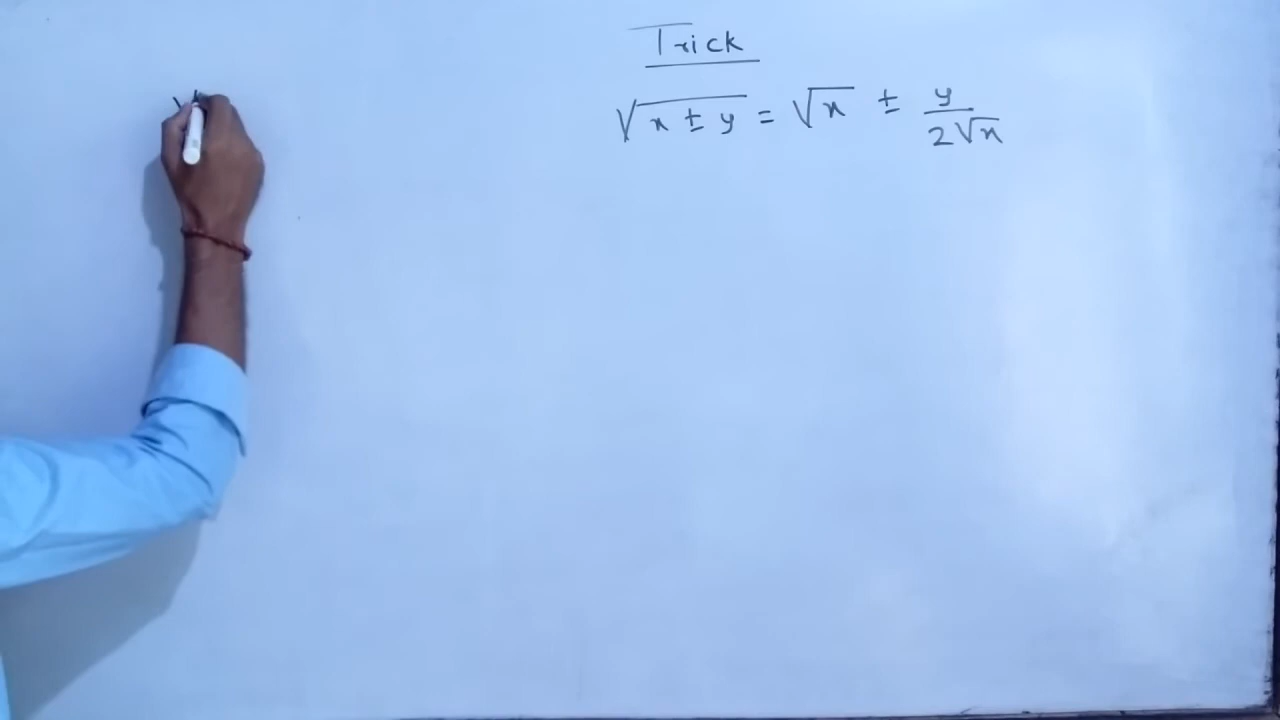 Trick
√(x ± y) = √x ± y/(2√x)